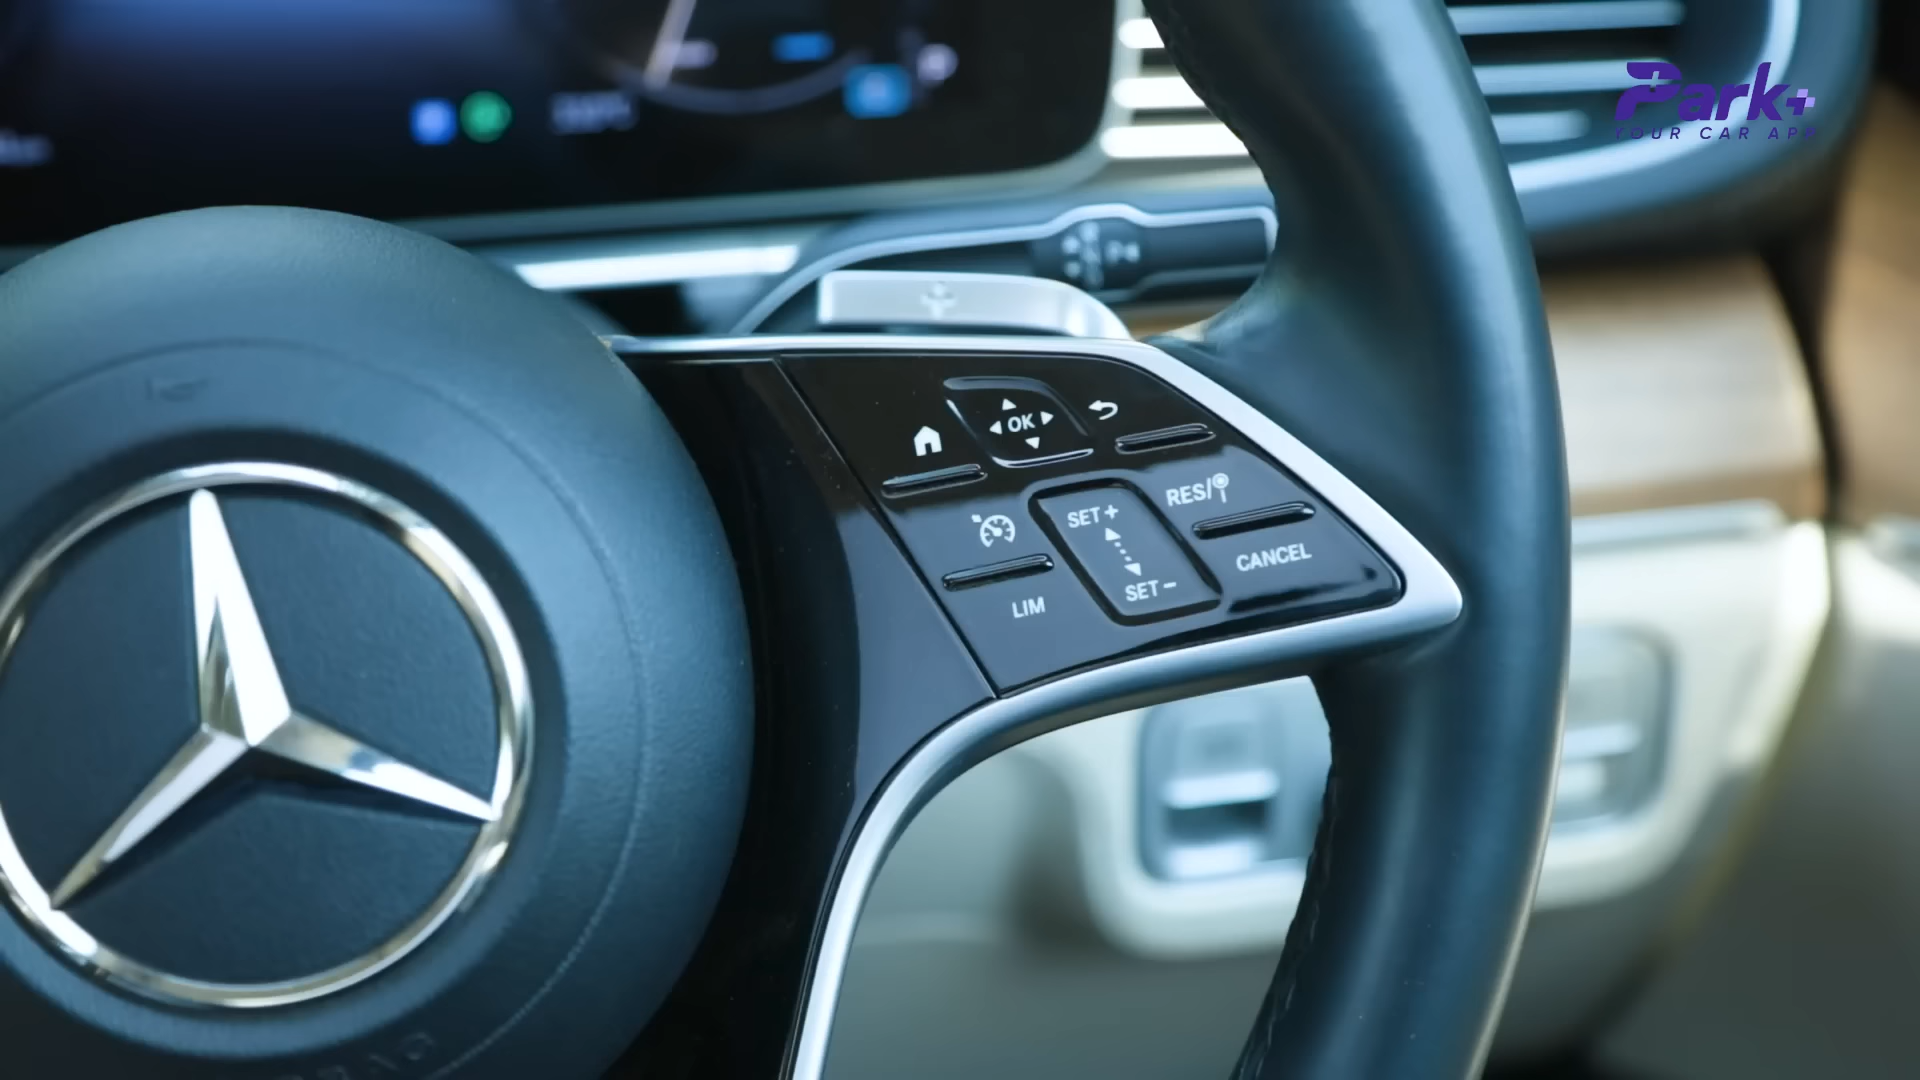 Park+
YOUR CAR APP
OK
RES/
SET+
SET-
CANCEL
LIM